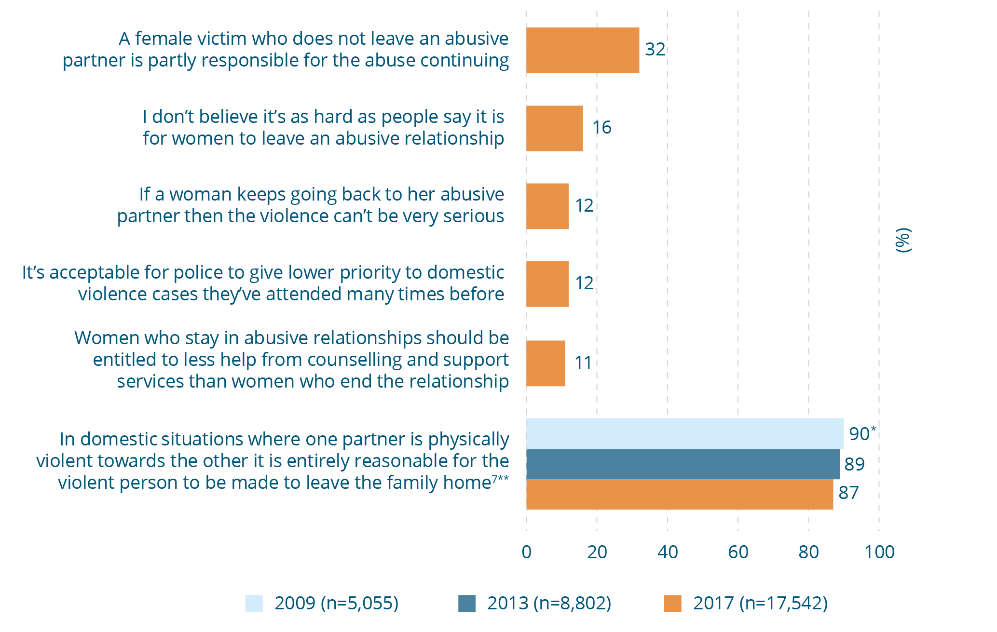 A female victim who does not leave an abusive
partner is partly responsible for the abuse continuing
32
I don’t believe it’s as hard as people say it is
for women to leave an abusive relationship
16
If a woman keeps going back to her abusive
partner then the violence can’t be very serious
12
It’s acceptable for police to give lower priority to domestic
violence cases they’ve attended many times before
12
Women who stay in abusive relationships should be
entitled to less help from counselling and support
services than women who end the relationship
11
In domestic situations where one partner is physically
violent towards the other it is entirely reasonable for the
violent person to be made to leave the family home7**
90*
89
87
(%)
0 20 40 60 80 100
2009 (n=5,055) 2013 (n=8,802) 2017 (n=17,542)